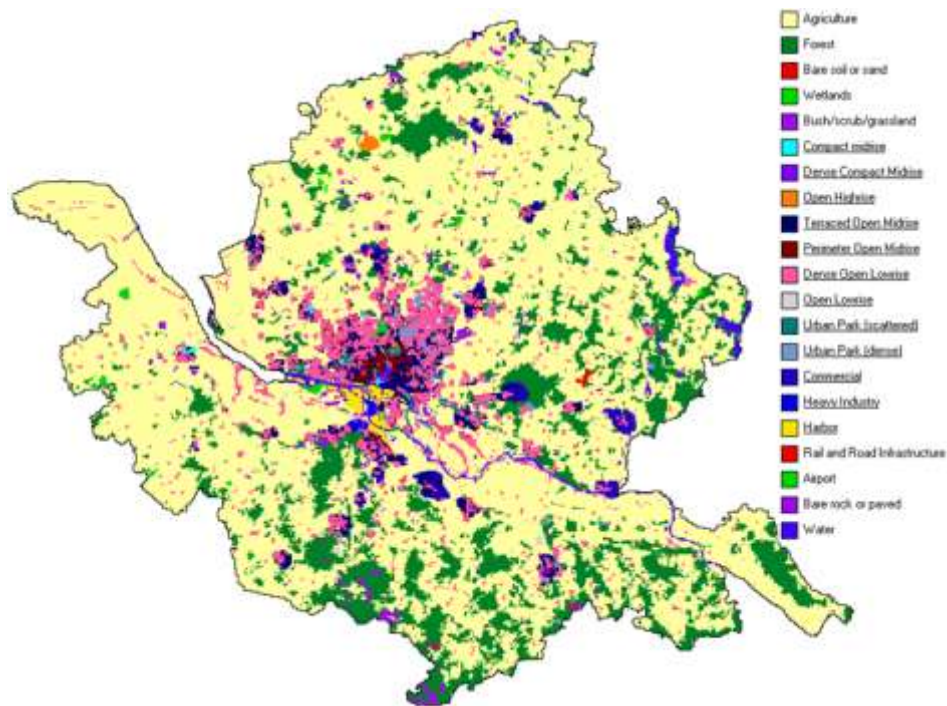 Agriculture
Forest
Bare soil or sand
Wetlands
Bush/scrub/grassland
Compact midrise
Dense Compact Midrise
Open Highrise
Terraced Open Midrise
Perimeter Open Midrise
Dense Open Lowrise
Open Lowrise
Urban Park (scattered)
Urban Park (dense)
Commercial
Heavy Industry
Harbor
Rail and Road Infrastructure
Airport
Bare rock or paved
Water